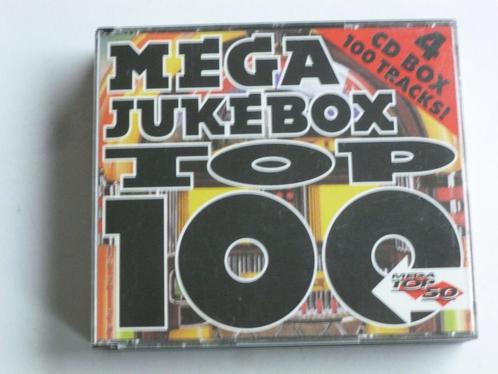 MEGA
JUKEBOX
TOP
100
4
CD BOX
100 TRACKS!
MEGA
TOP
50